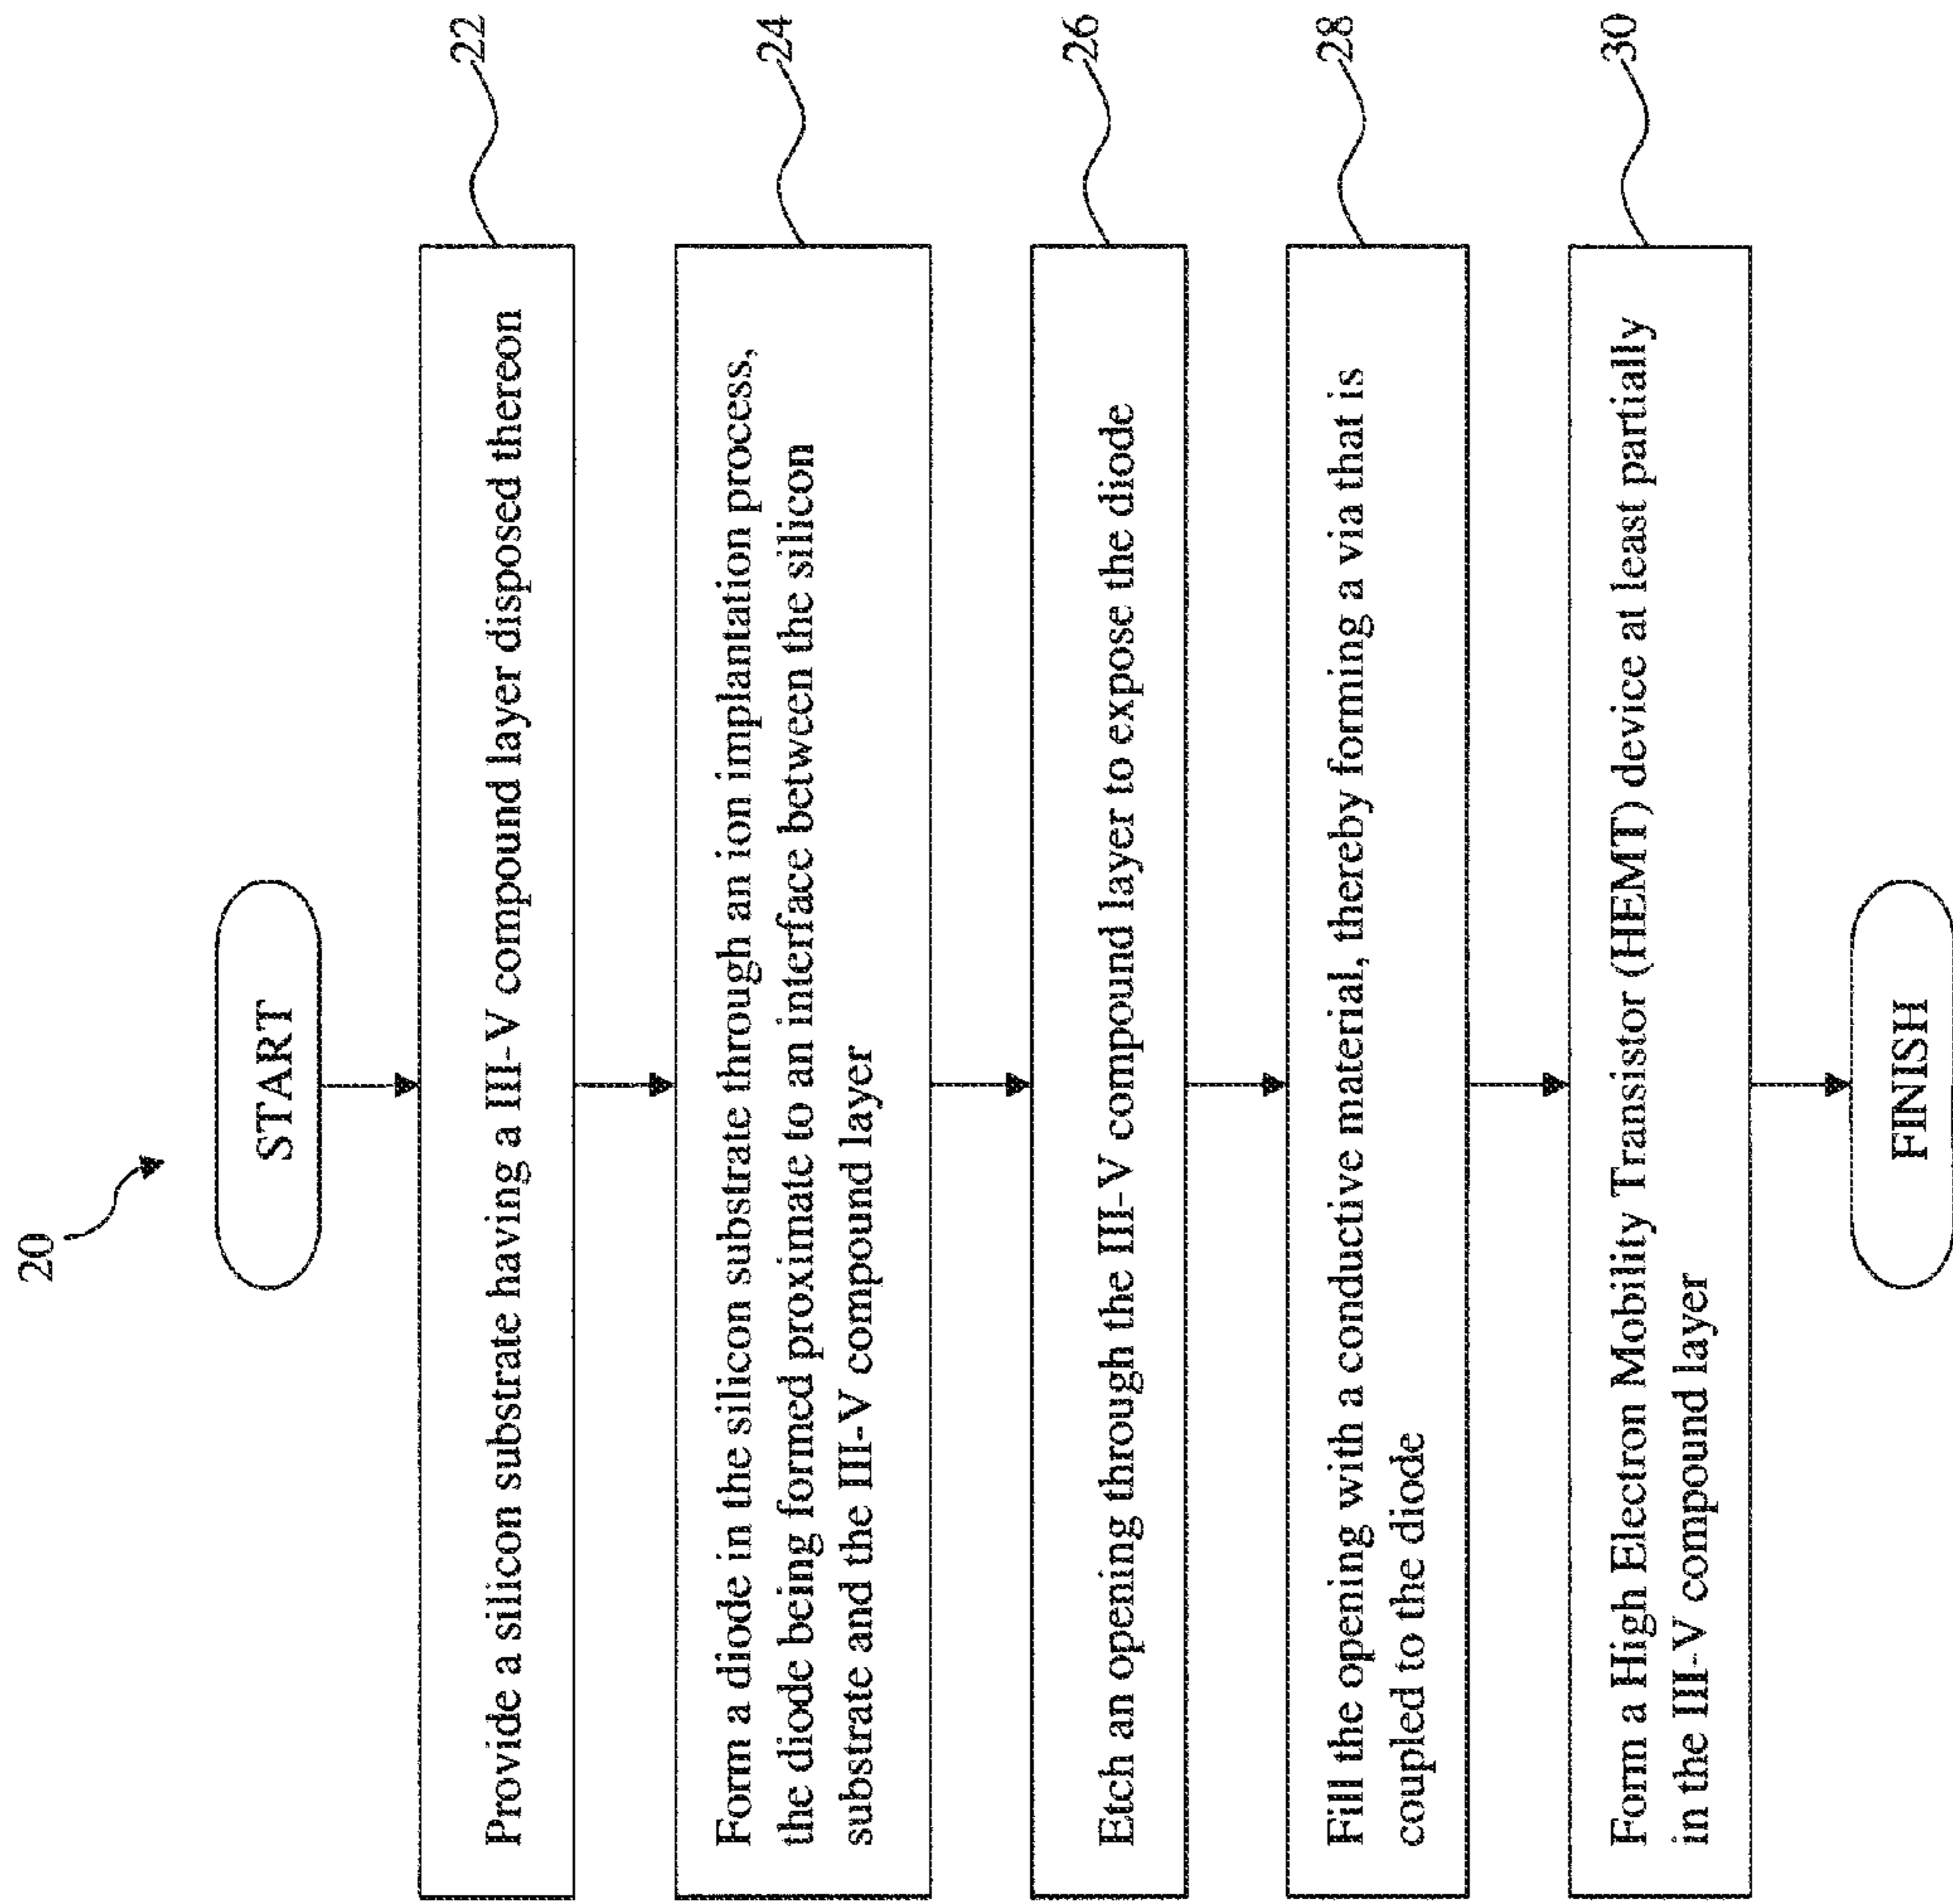 20
START
Provide a silicon substrate having a III-V compound layer disposed thereon
22
Form a diode in the silicon substrate through an ion implantation process,
the diode being formed proximate to an interface between the silicon
substrate and the III-V compound layer
24
Etch an opening through the III-V compound layer to expose the diode
26
Fill the opening with a conductive material, thereby forming a via that is
coupled to the diode
28
Form a High Electron Mobility Transistor (HEMT) device at least partially
in the III-V compound layer
30
FINISH